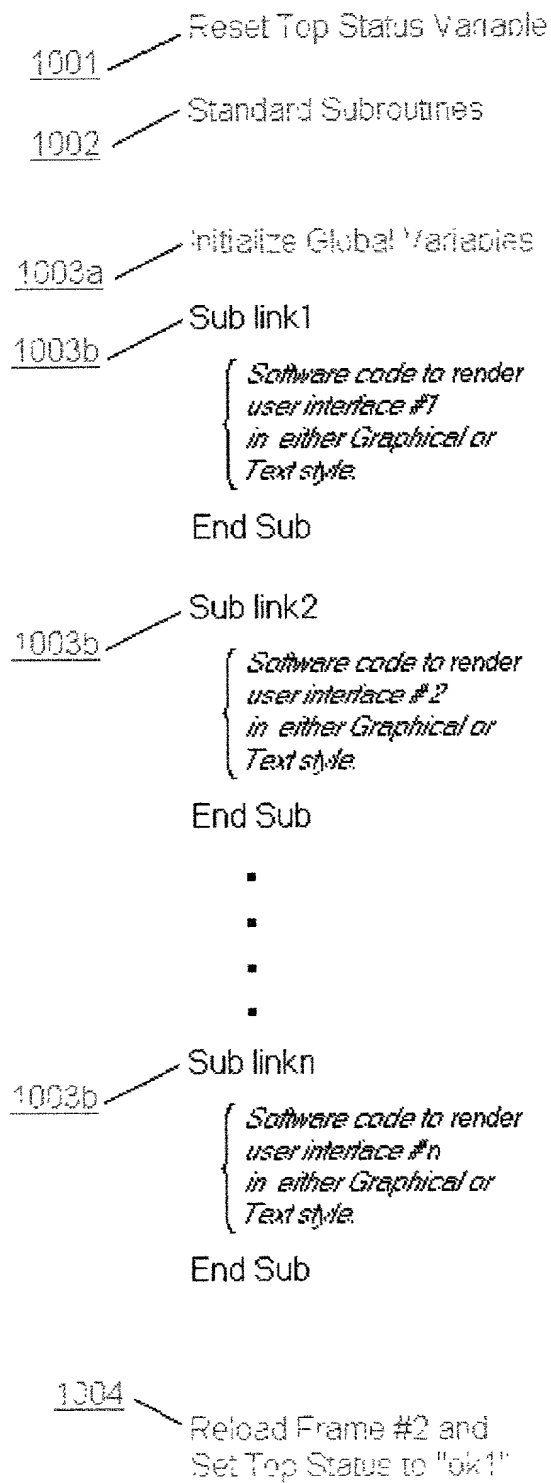 Reset Top Status Variable
1001
Standard Subroutines
1002
Initialize Global Variables
1003a
Sub link1
1003b
Software code to render
user interface #1
in either Graphical or
Text style.
End Sub
Sub link2
1003b
Software code to render
user interface #2
in either Graphical or
Text style.
End Sub
Sub linkn
1003b
Software code to render
user interface #n
in either Graphical or
Text style.
End Sub
1004
Reload Frame #2 and
Set Top Status to "ok1"